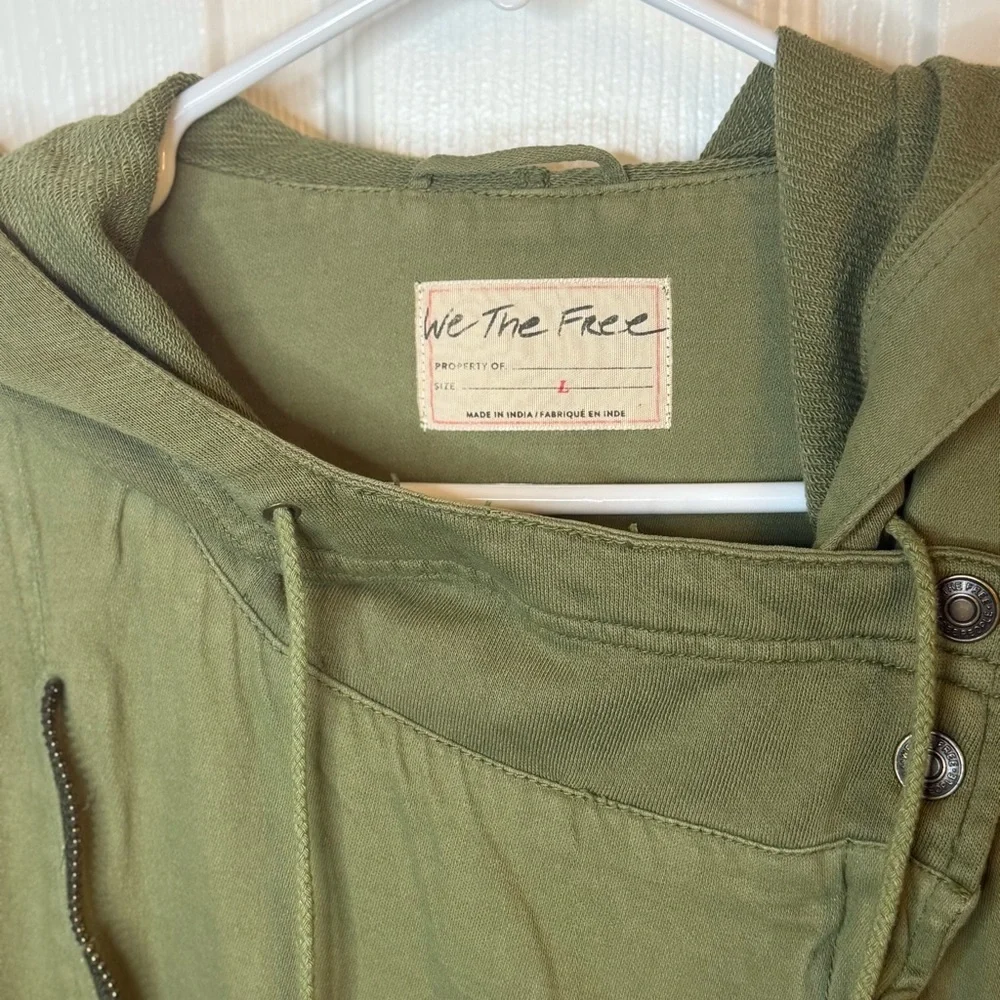 We The Free
PROPERTY OF
SIZE L
MADE IN INDIA / FABRIQUÉ EN INDE